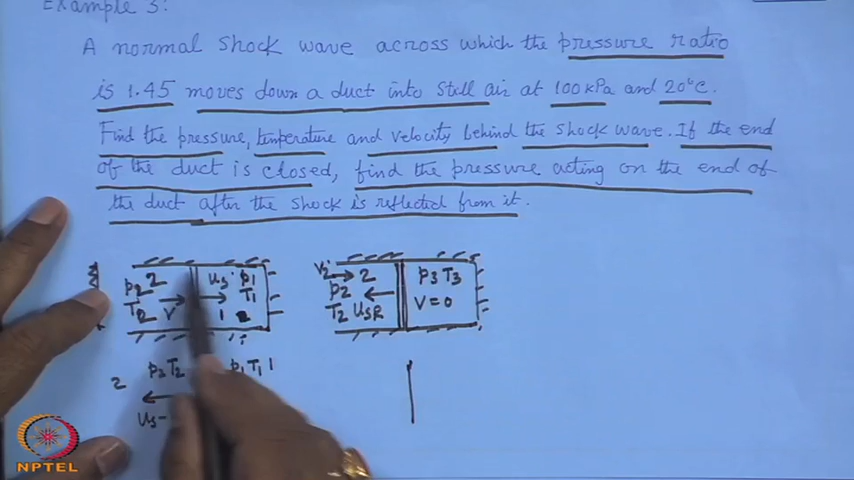 Example 3:
A normal shock wave across which the pressure ratio
is 1.45 moves down a duct into still air at 100 kPa and 20°C.
Find the pressure, temperature and velocity behind the shock wave. If the end
of the duct is closed, find the pressure acting on the end of
the duct after the shock is reflected from it.
p2 2 Us p1
T2 V T1
1 2
V2 2 p3 T3
p2
T2 UsR V=0
2 p2T2 p1T1 1
Us-
NPTEL